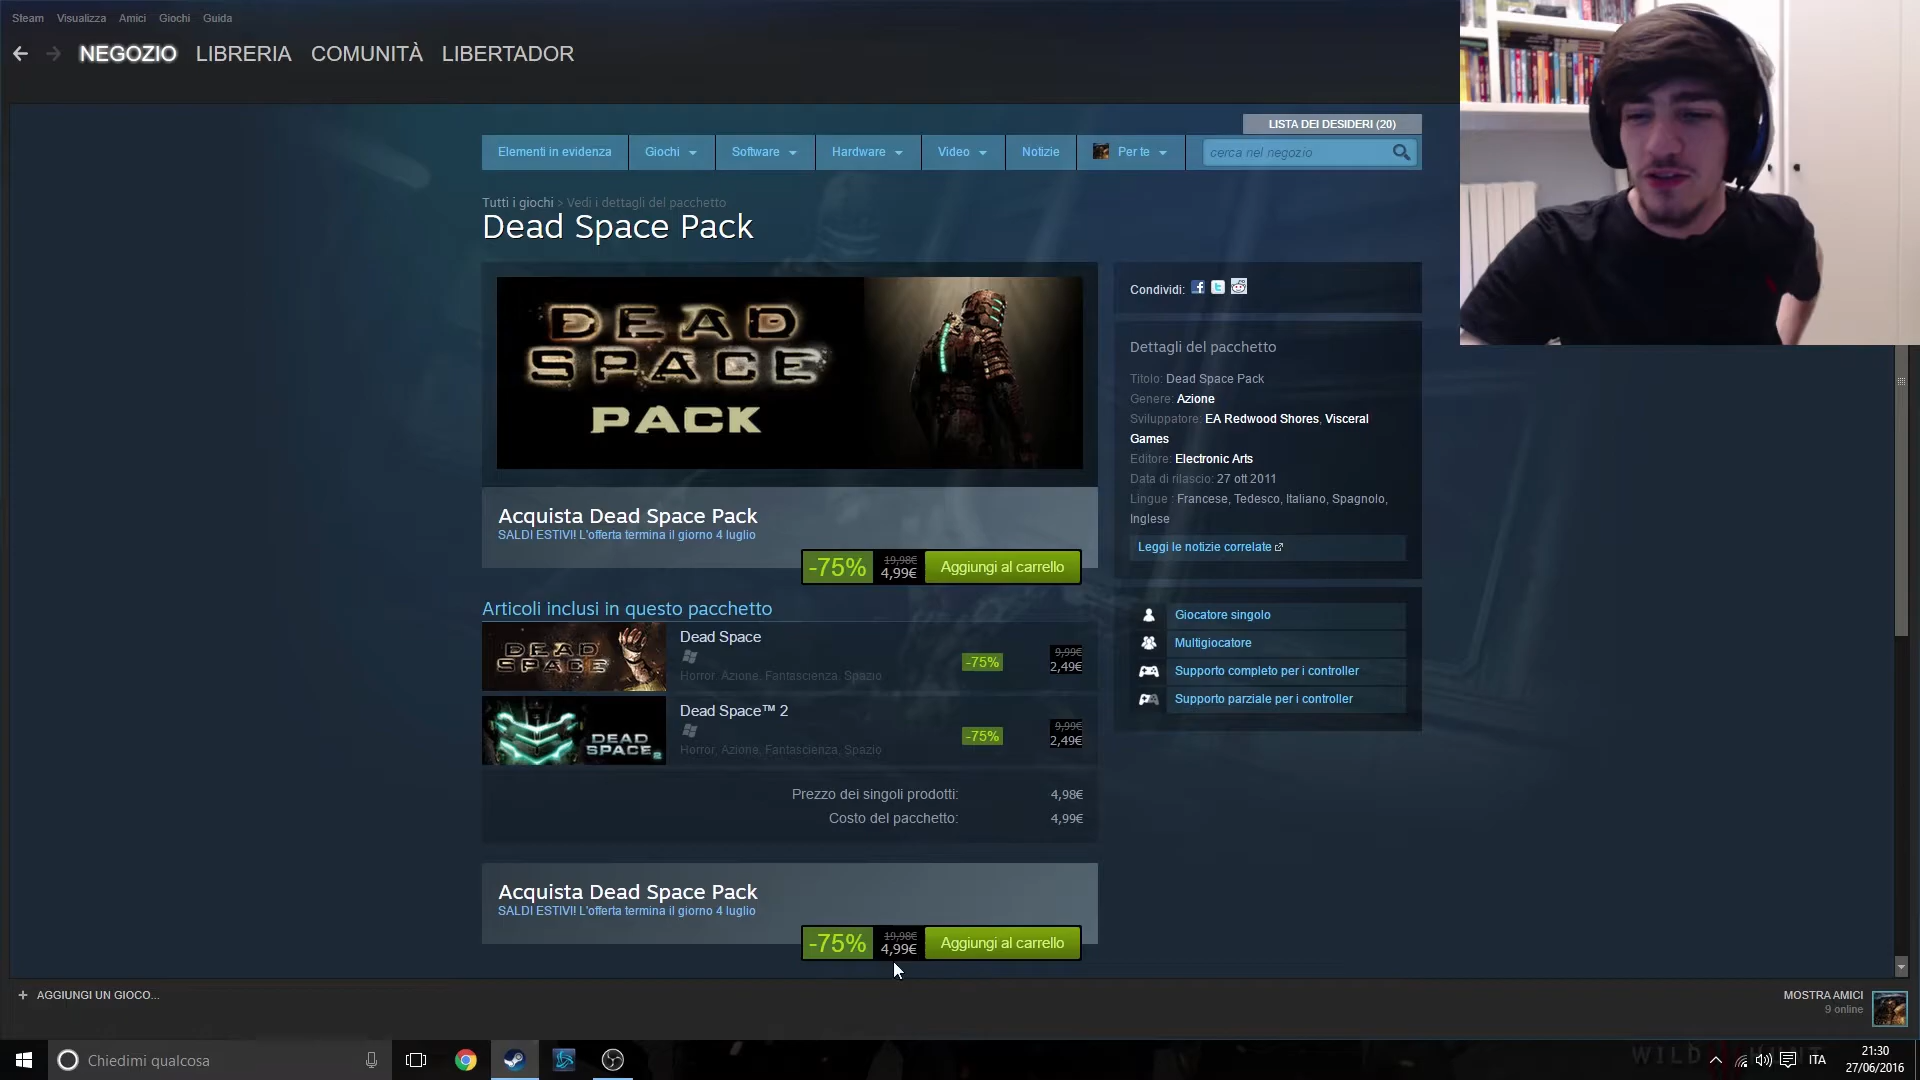 Steam Visualizza Amici Giochi Guida
NEGOZIO LIBRERIA COMUNITÀ LIBERTADOR
LISTA DEI DESIDERI (20)
Elementi in evidenza Giochi Software Hardware Video Notizie Per te cerca nel negozio
Tutti i giochi > Vedi i dettagli del pacchetto
Dead Space Pack
DEAD
SPACE
PACK
Acquista Dead Space Pack
SALDI ESTIVI! L'offerta termina il giorno 4 luglio
-75% 19,98€ 4,99€ Aggiungi al carrello
Articoli inclusi in questo pacchetto
DEAD SPACE
Dead Space
-75% 9,99€ 2,49€
Horror, Azione, Fantascienza, Spazio
DEAD SPACE 2
Dead Space™ 2
-75% 9,99€ 2,49€
Horror, Azione, Fantascienza, Spazio
Prezzo dei singoli prodotti: 4,98€
Costo del pacchetto: 4,99€
Acquista Dead Space Pack
SALDI ESTIVI! L'offerta termina il giorno 4 luglio
-75% 19,98€ 4,99€ Aggiungi al carrello
Condividi:
Dettagli del pacchetto
Titolo: Dead Space Pack
Genere: Azione
Sviluppatore: EA Redwood Shores, Visceral
Games
Editore: Electronic Arts
Data di rilascio: 27 ott 2011
Lingue : Francese, Tedesco, Italiano, Spagnolo,
Inglese
Leggi le notizie correlate
Giocatore singolo
Multigiocatore
Supporto completo per i controller
Supporto parziale per i controller
+ AGGIUNGI UN GIOCO...
MOSTRA AMICI
9 online
Chiedimi qualcosa
WILD HUNT
ITA
21:30
27/06/2016